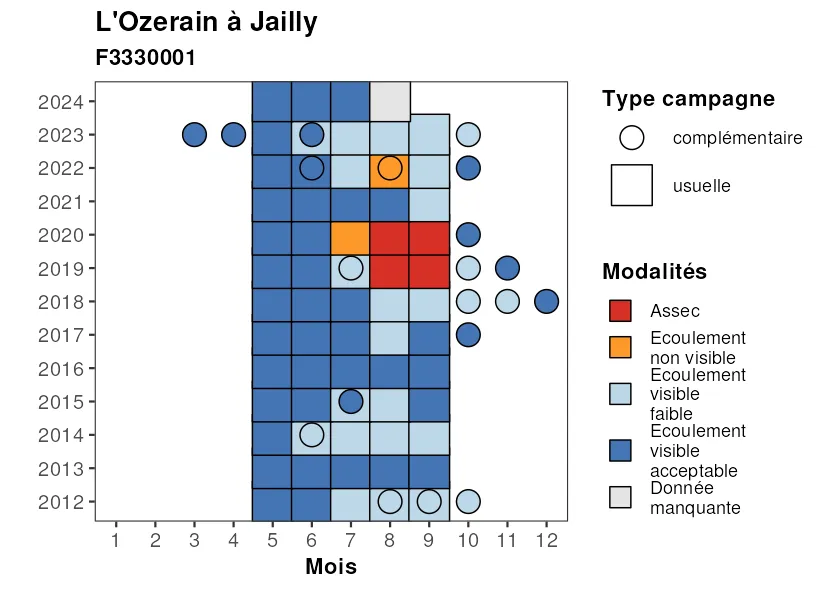 L'Ozerain à Jailly
F3330001
2024
2023
2022
2021
2020
2019
2018
2017
2016
2015
2014
2013
2012
1 2 3 4 5 6 7 8 9 10 11 12
Mois
Type campagne
complémentaire
usuelle
Modalités
Assec
Ecoulement
non visible
Ecoulement
visible
faible
Ecoulement
visible
acceptable
Donnée
manquante